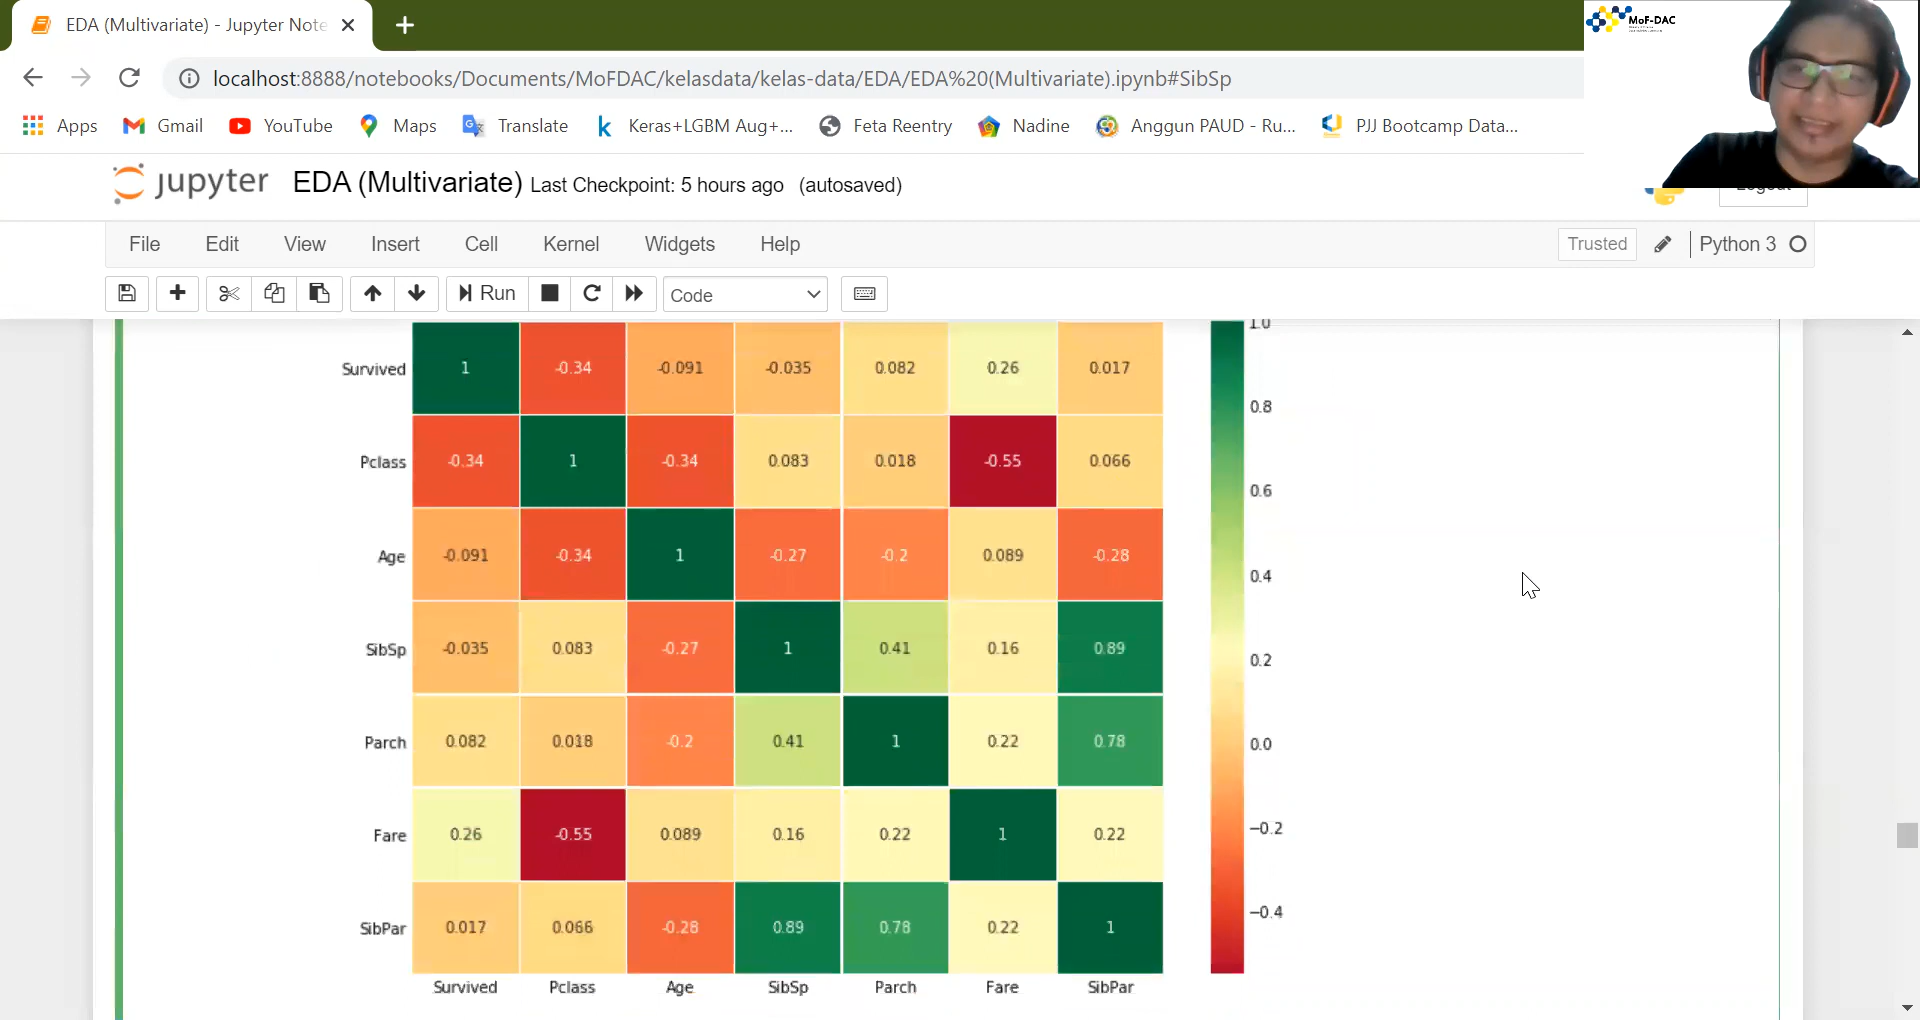 EDA (Multivariate) - Jupyter Note
MoF-DAC
localhost:8888/notebooks/Documents/MoFDAC/kelasdata/kelas-data/EDA/EDA%20(Multivariate).ipynb#SibSp
Apps Gmail YouTube Maps Translate Keras+LGBM Aug+... Feta Reentry Nadine Anggun PAUD - Ru... PJJ Bootcamp Data...
jupyter EDA (Multivariate) Last Checkpoint: 5 hours ago (autosaved)
Logout
File Edit View Insert Cell Kernel Widgets Help Trusted Python 3
Run Code
1.0
Survived 1 -0.34 -0.091 -0.035 0.082 0.26 0.017
0.8
Pclass -0.34 1 -0.34 0.083 0.018 -0.55 0.066
0.6
Age -0.091 -0.34 1 -0.27 -0.2 0.089 -0.28
0.4
SibSp -0.035 0.083 -0.27 1 0.41 0.16 0.89
0.2
Parch 0.082 0.018 -0.2 0.41 1 0.22 0.78
0.0
Fare 0.26 -0.55 0.089 0.16 0.22 1 0.22
−0.2
SibPar 0.017 0.066 -0.28 0.89 0.78 0.22 1
−0.4
Survived Pclass Age SibSp Parch Fare SibPar